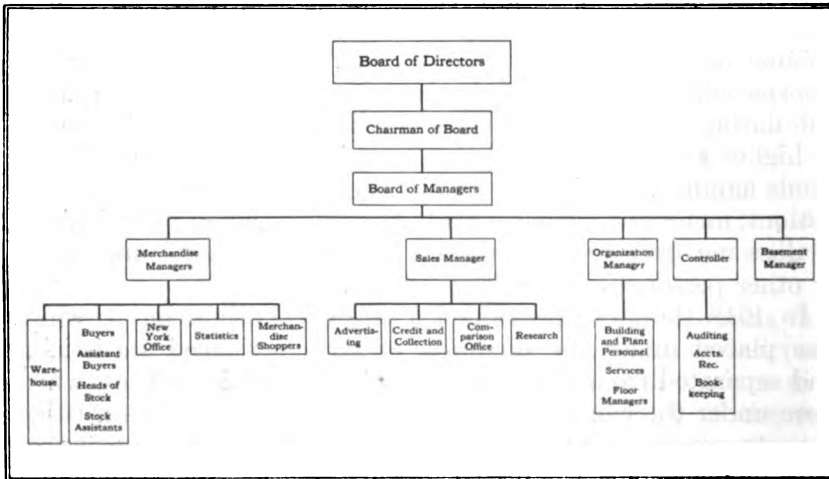 Board of Directors
Chairman of Board
Board of Managers
Merchandise
Managers
Sales Manager
Organization
Manager
Controller
Basement
Manager
Ware-
house
Buyers
Assistant
Buyers
Heads of
Stock
Stock
Assistants
New
York
Office
Statistics
Merchan-
dise
Shoppers
Advertis-
ing
Credit and
Collection
Com-
parison
Office
Research
Building
and Plant
Personnel
Services
Floor
Managers
Auditing
Accts.
Rec.
Book-
keeping